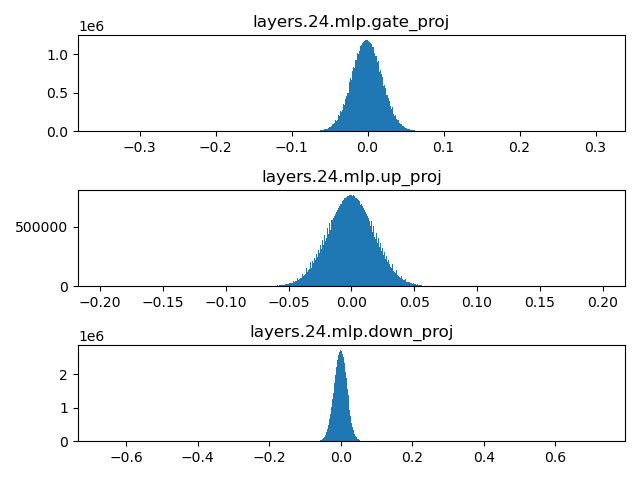 layers.24.mlp.gate_proj
1e6
1.0
0.5
0.0
−0.3 −0.2 −0.1 0.0 0.1 0.2 0.3
layers.24.mlp.up_proj
500000
0
−0.20 −0.15 −0.10 −0.05 0.00 0.05 0.10 0.15 0.20
layers.24.mlp.down_proj
1e6
2
1
0
−0.6 −0.4 −0.2 0.0 0.2 0.4 0.6